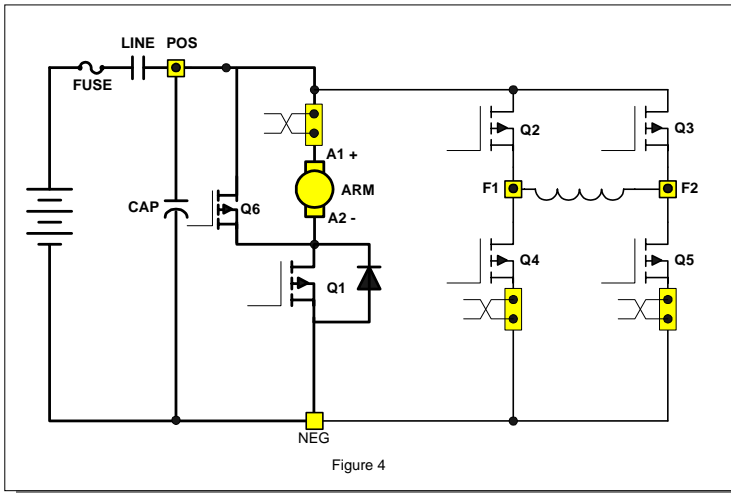 LINE POS
FUSE
Q2
Q3
A1 +
F1
F2
ARM
CAP
Q6
A2 -
Q4
Q5
Q1
NEG
Figure 4